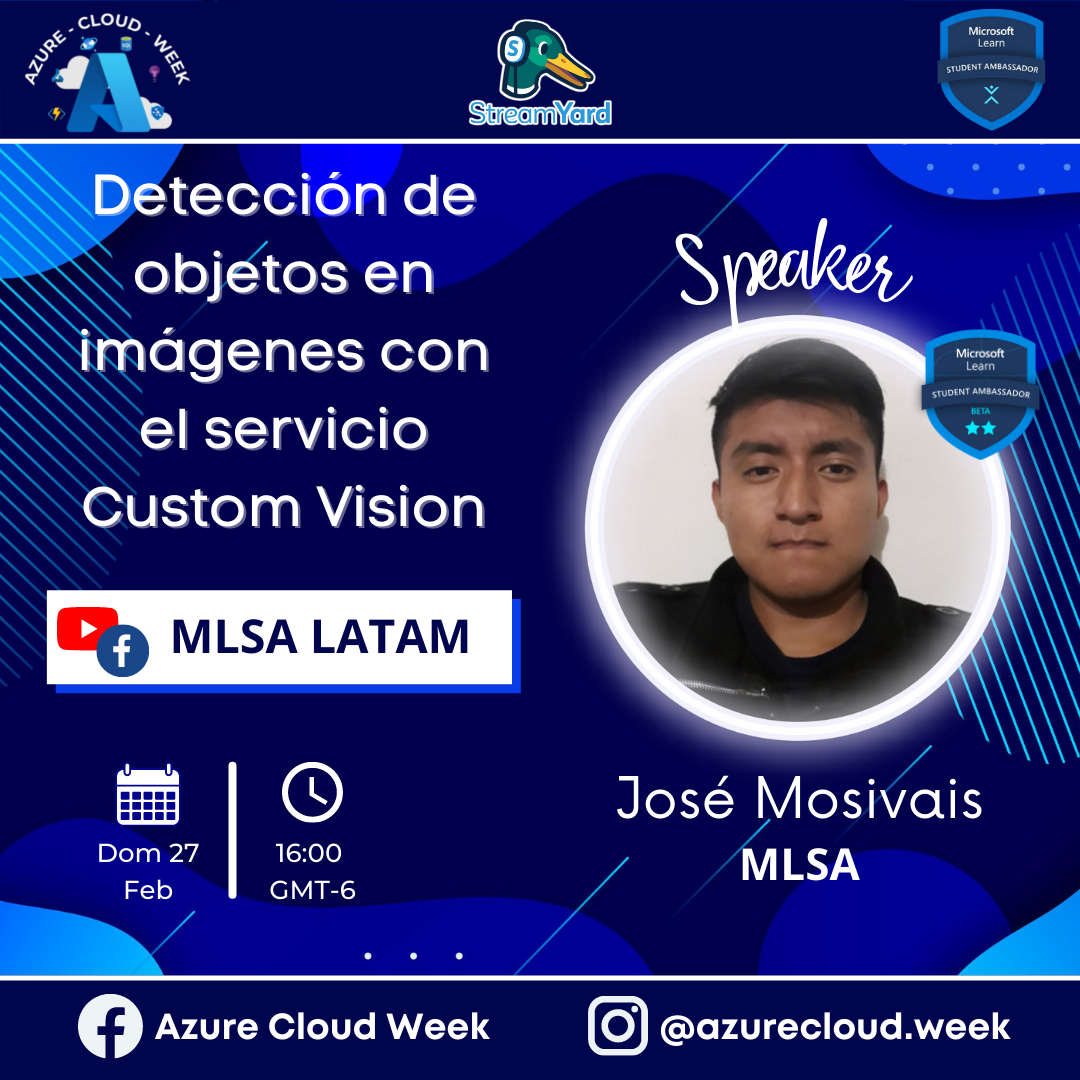 AZURE - CLOUD - WEEK
S
StreamYard
Microsoft
Learn
STUDENT AMBASSADOR
Detección de
objetos en
imágenes con
el servicio
Custom Vision
Speaker
Microsoft
Learn
STUDENT AMBASSADOR
BETA
MLSA LATAM
José Mosivais
MLSA
Dom 27
Feb
16:00
GMT-6
Azure Cloud Week
@azurecloud.week